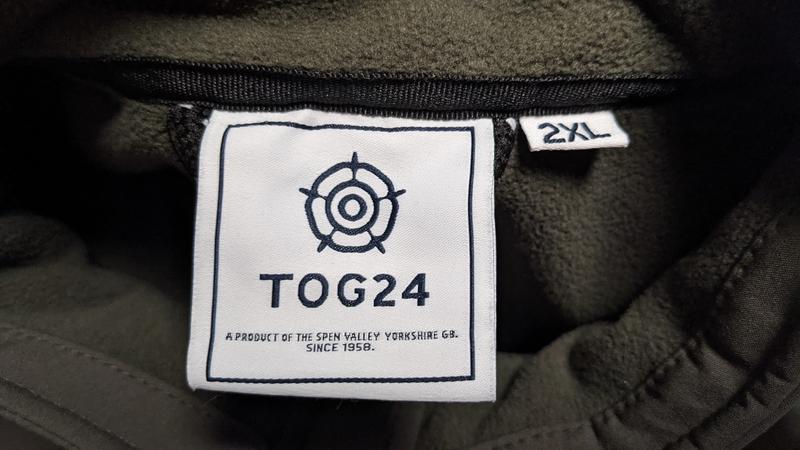 TOG24
A PRODUCT OF THE SPEN VALLEY YORKSHIRE GB.
SINCE 1958.
2XL